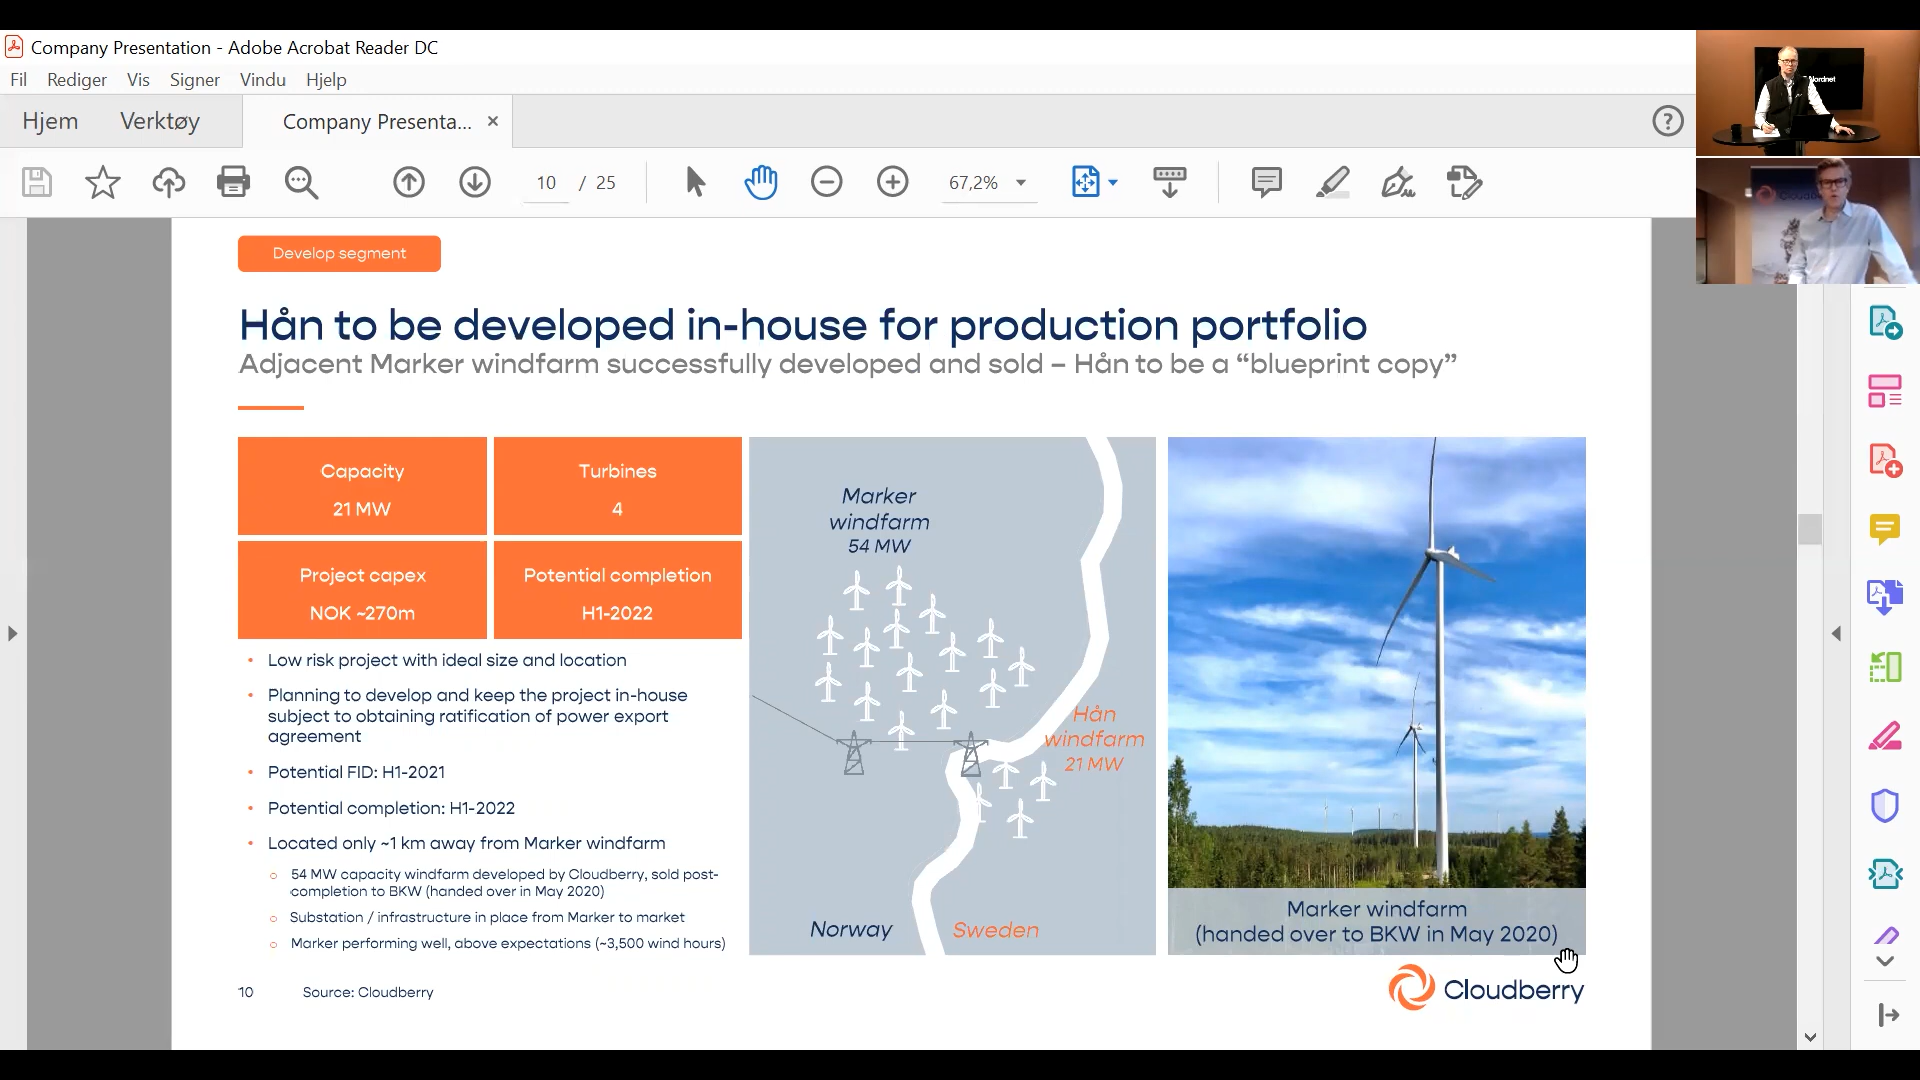 Company Presentation - Adobe Acrobat Reader DC
Fil Rediger Vis Signer Vindu Hjelp
Hjem Verktøy Company Presenta... ×
10 / 25 67,2%
Develop segment
Hån to be developed in-house for production portfolio
Adjacent Marker windfarm successfully developed and sold – Hån to be a “blueprint copy”
Capacity
21 MW
Turbines
4
Project capex
NOK ~270m
Potential completion
H1-2022
• Low risk project with ideal size and location
• Planning to develop and keep the project in-house
subject to obtaining ratification of power export
agreement
• Potential FID: H1-2021
• Potential completion: H1-2022
• Located only ~1 km away from Marker windfarm
○ 54 MW capacity windfarm developed by Cloudberry, sold post-
completion to BKW (handed over in May 2020)
○ Substation / infrastructure in place from Marker to market
○ Marker performing well, above expectations (~3,500 wind hours)
Marker
windfarm
54 MW
Hån
windfarm
21 MW
Norway
Sweden
Marker windfarm
(handed over to BKW in May 2020)
10
Source: Cloudberry
Cloudberry